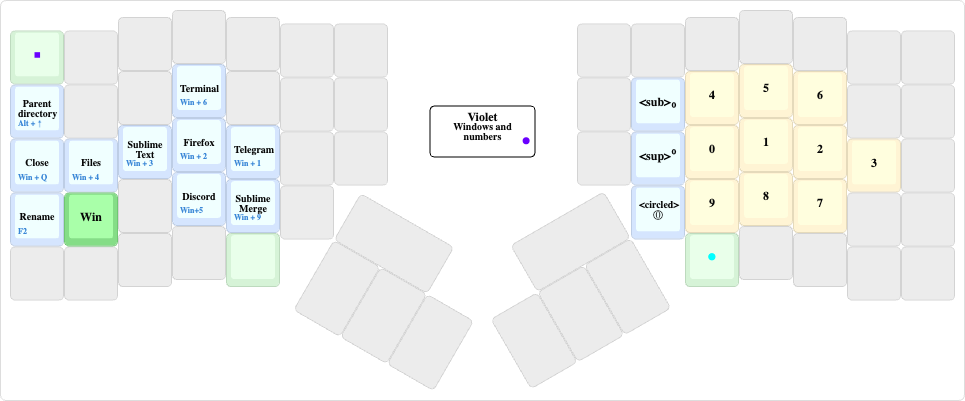 Terminal
Win + 6
Parent
directory
Alt + ↑
Sublime
Text
Win + 3
Firefox
Win + 2
Telegram
Win + 1
Close
Win + Q
Files
Win + 4
Discord
Win+5
Sublime
Merge
Win + 9
Rename
F2
Win
Violet
Windows and
numbers
<sub>₀
4
5
6
<sup>⁰
0
1
2
3
<circled>
⓪
9
8
7